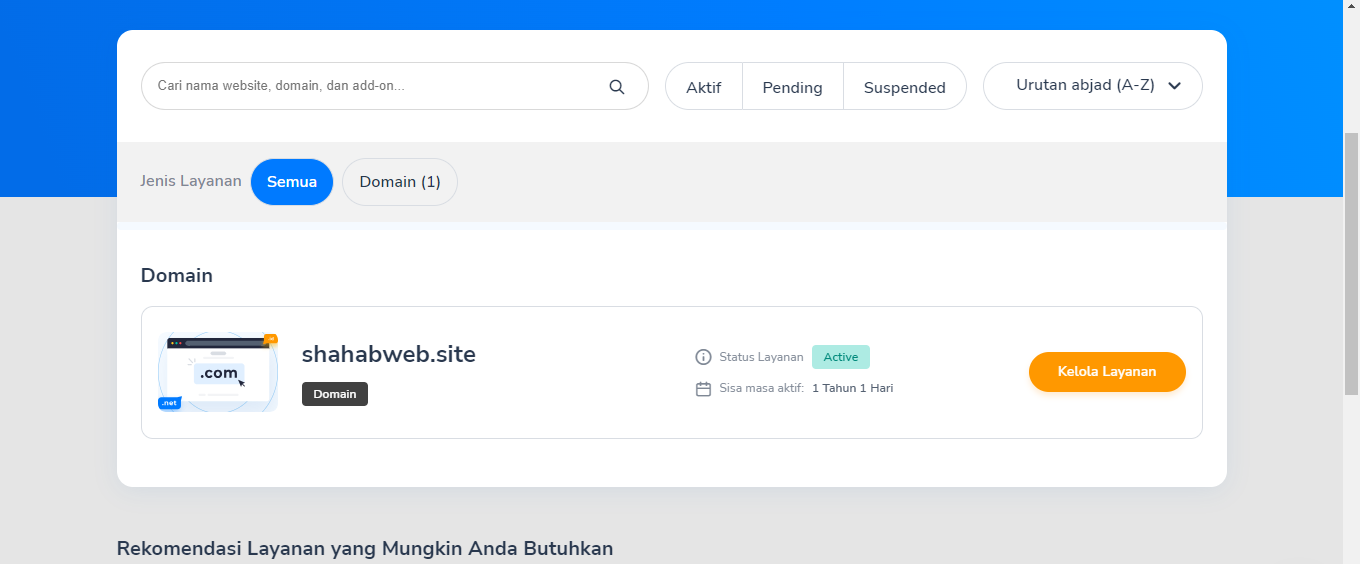 Cari nama website, domain, dan add-on...
Aktif
Pending
Suspended
Urutan abjad (A-Z)
Jenis Layanan
Semua
Domain (1)
Domain
.com
.net
shahabweb.site
Domain
Status Layanan
Active
Sisa masa aktif:
1 Tahun 1 Hari
Kelola Layanan
Rekomendasi Layanan yang Mungkin Anda Butuhkan